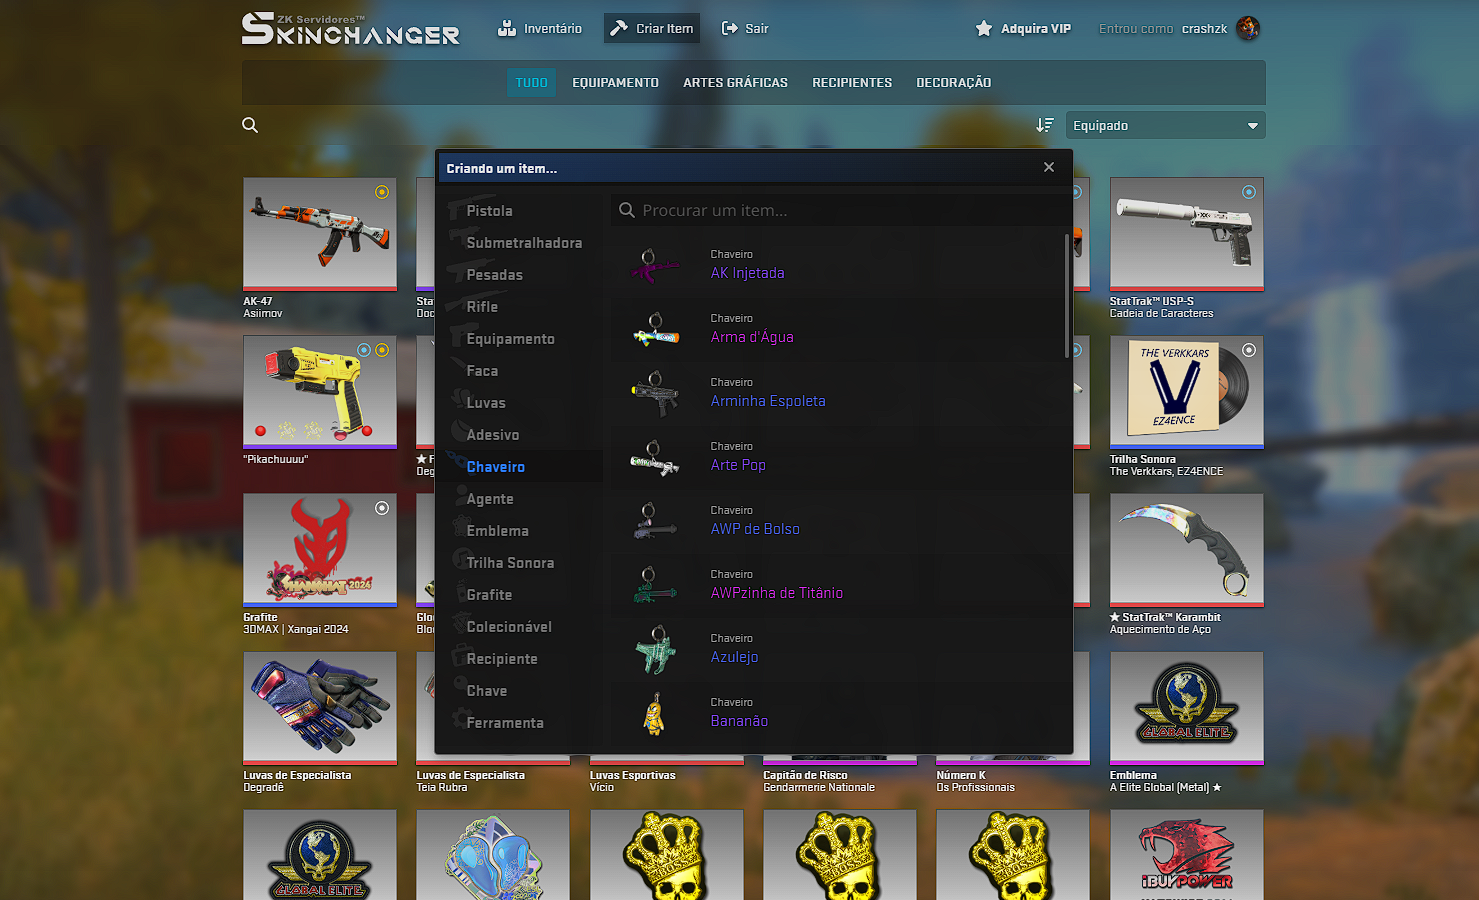 ZK Servidores™
SKINCHANGER
Inventário
Criar Item
Sair
Adquira VIP
Entrou como crashzk
TUDO
EQUIPAMENTO
ARTES GRÁFICAS
RECIPIENTES
DECORAÇÃO
Equipado
Criando um item...
Pistola
Submetralhadora
Pesadas
Rifle
Equipamento
Faca
Luvas
Adesivo
Chaveiro
Agente
Emblema
Trilha Sonora
Grafite
Colecionável
Recipiente
Chave
Ferramenta
Procurar um item...
Chaveiro
AK Injetada
Chaveiro
Arma d'Água
Chaveiro
Arminha Espoleta
Chaveiro
Arte Pop
Chaveiro
AWP de Bolso
Chaveiro
AWPzinha de Titânio
Chaveiro
Azulejo
Chaveiro
Bananão
AK-47
Asiimov
StatTrak™ USP-S
Cadeia de Caracteres
"Pikachuuuu"
THE VERKKARS
EZ4ENCE
Trilha Sonora
The Verkkars, EZ4ENCE
SHANGHAI 2024
Grafite
3DMAX | Xangai 2024
★ StatTrak™ Karambit
Aquecimento de Aço
Luvas de Especialista
Degradê
Luvas de Especialista
Teia Rubra
Luvas Esportivas
Vício
Capitão de Risco
Gendarmerie Nationale
Número K
Os Profissionais
GLOBAL ELITE
Emblema
A Elite Global (Metal) ★
GLOBAL ELITE
BOSS
BOSS
BOSS
iBUYPOWER